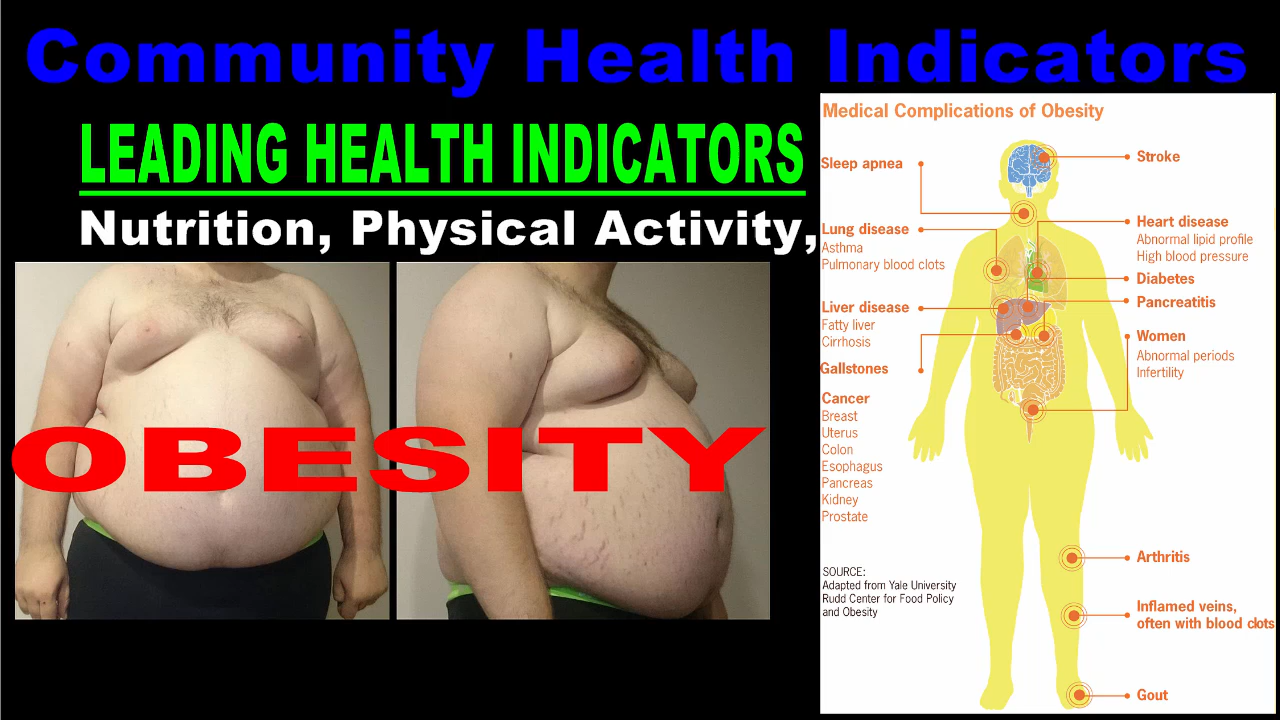 Community Health Indicators
LEADING HEALTH INDICATORS
Nutrition, Physical Activity,
OBESITY
Medical Complications of Obesity
Sleep apnea
Lung disease
Asthma
Pulmonary blood clots
Liver disease
Fatty liver
Cirrhosis
Gallstones
Cancer
Breast
Uterus
Colon
Esophagus
Pancreas
Kidney
Prostate
SOURCE:
Adapted from Yale University
Rudd Center for Food Policy
and Obesity
Stroke
Heart disease
Abnormal lipid profile
High blood pressure
Diabetes
Pancreatitis
Women
Abnormal periods
Infertility
Arthritis
Inflamed veins,
often with blood clots
Gout